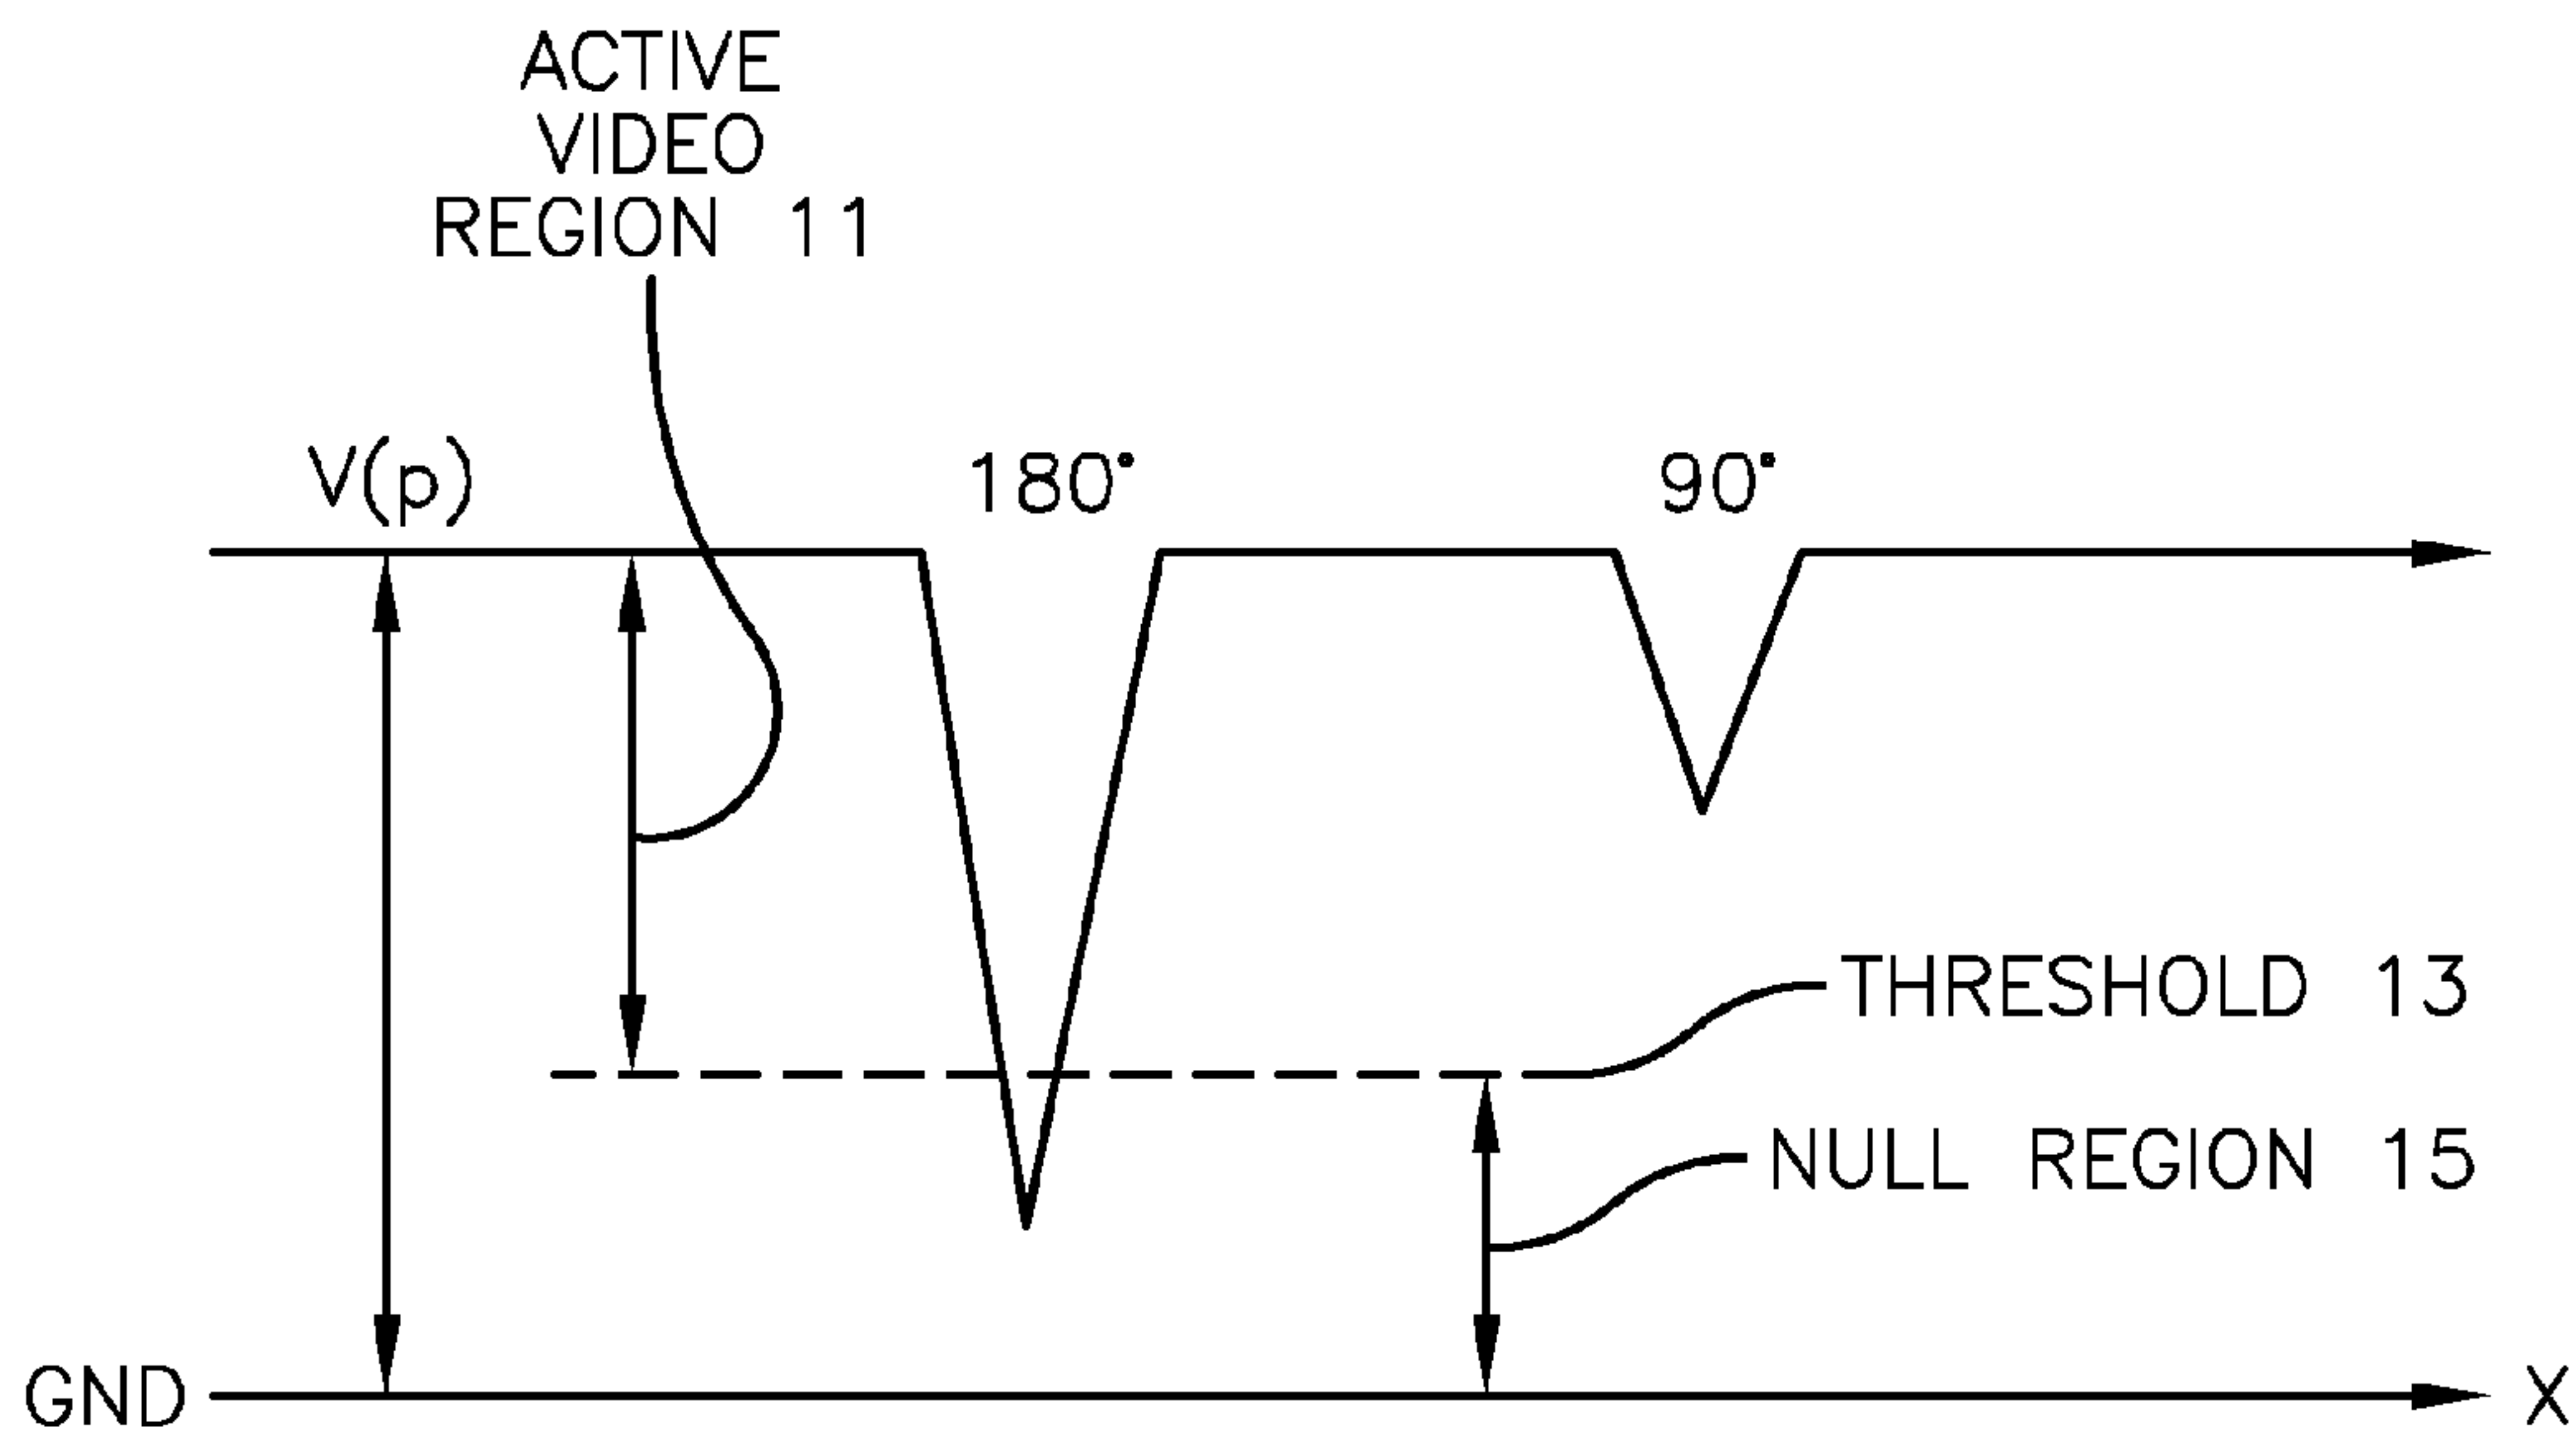 ACTIVE
VIDEO
REGION 11
V(p)
180°
90°
THRESHOLD 13
NULL REGION 15
GND
X